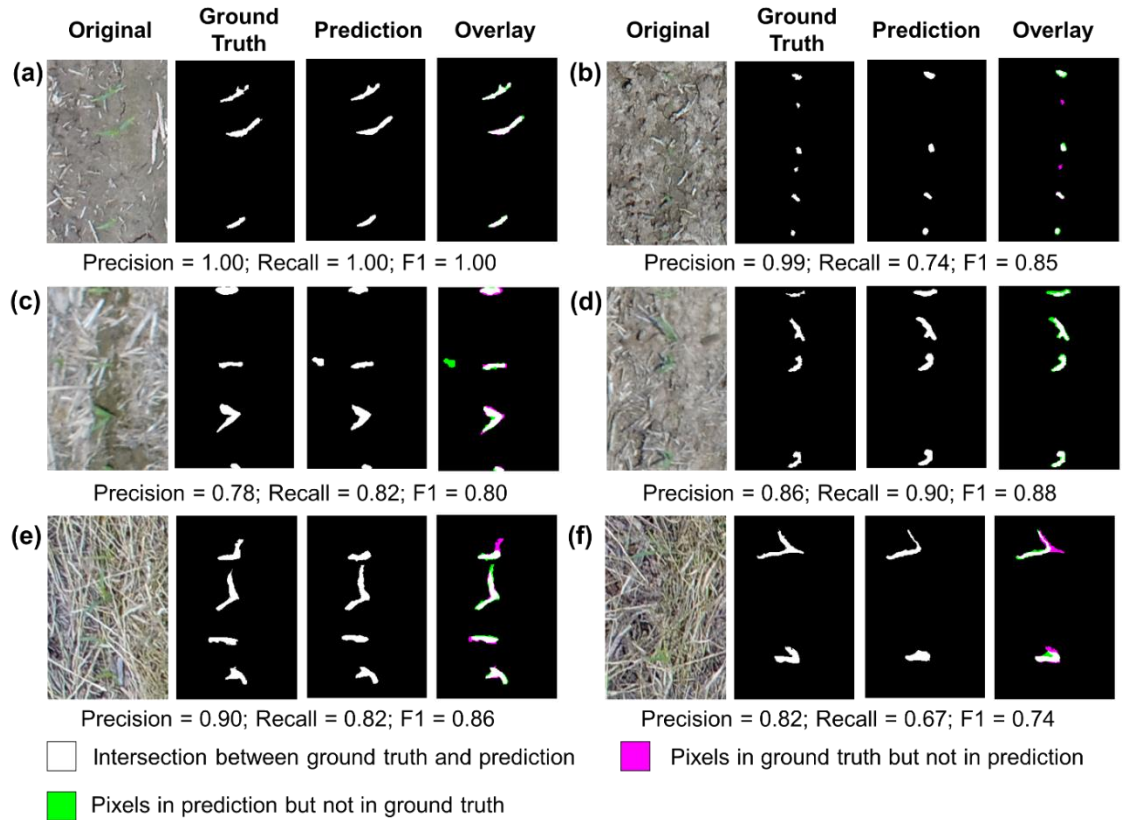 Original Ground Truth Prediction Overlay Original Ground Truth Prediction Overlay
(a) (b)
Precision = 1.00; Recall = 1.00; F1 = 1.00 Precision = 0.99; Recall = 0.74; F1 = 0.85
(c) (d)
Precision = 0.78; Recall = 0.82; F1 = 0.80 Precision = 0.86; Recall = 0.90; F1 = 0.88
(e) (f)
Precision = 0.90; Recall = 0.82; F1 = 0.86 Precision = 0.82; Recall = 0.67; F1 = 0.74
Intersection between ground truth and prediction Pixels in ground truth but not in prediction
Pixels in prediction but not in ground truth